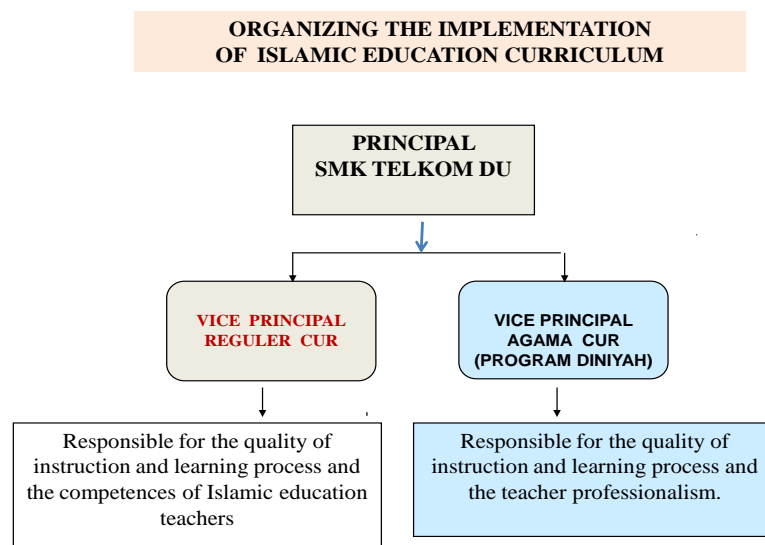 ORGANIZING THE IMPLEMENTATION
OF ISLAMIC EDUCATION CURRICULUM
PRINCIPAL
SMK TELKOM DU
VICE PRINCIPAL
REGULER CUR
VICE PRINCIPAL
AGAMA CUR
(PROGRAM DINIYAH)
Responsible for the quality of
instruction and learning process and
the competences of Islamic education
teachers
Responsible for the quality of
instruction and learning process and
the teacher professionalism.